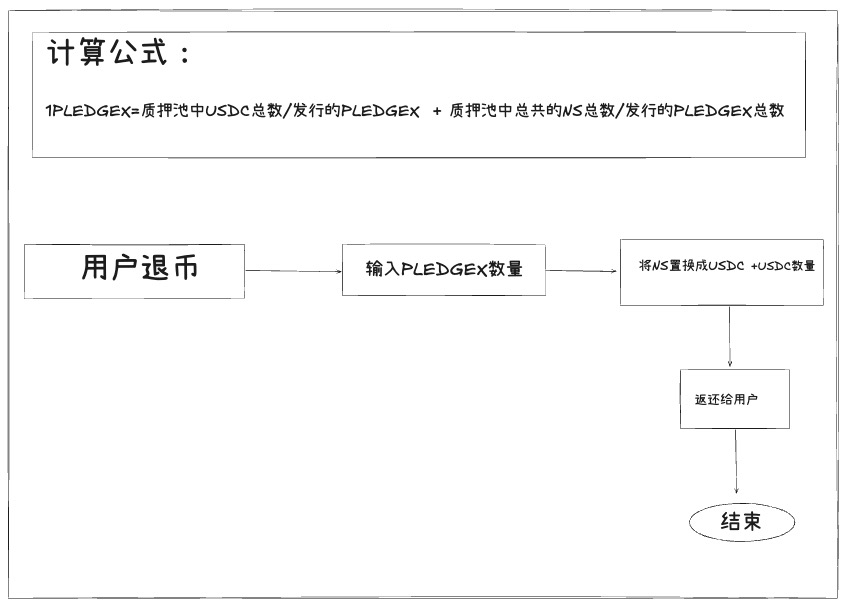 计算公式：
1PLEDGEX=质押池中USDC总数/发行的PLEDGEX + 质押池中总共的NS总数/发行的PLEDGEX总数
用户退币
输入PLEDGEX数量
将NS置换成USDC +USDC数量
返还给用户
结束